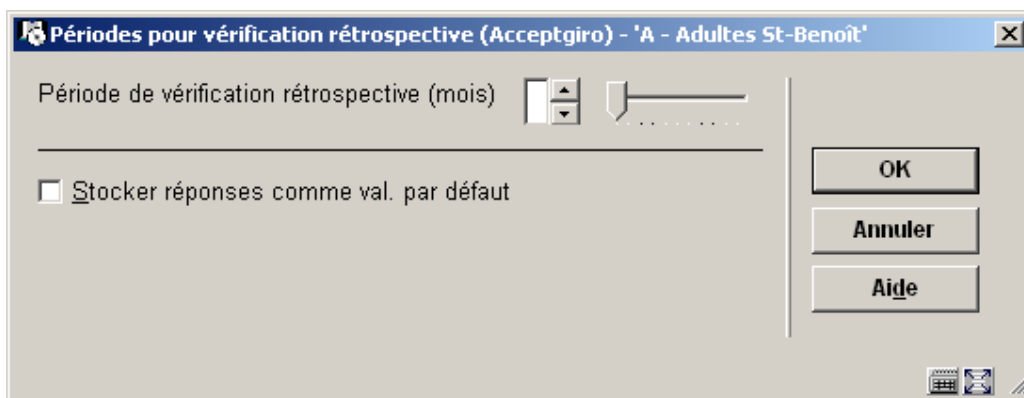 Périodes pour vérification rétrospective (Acceptgiro) - 'A - Adultes St-Benoît'
Période de vérification rétrospective (mois)
Stocker réponses comme val. par défaut
OK
Annuler
Aide